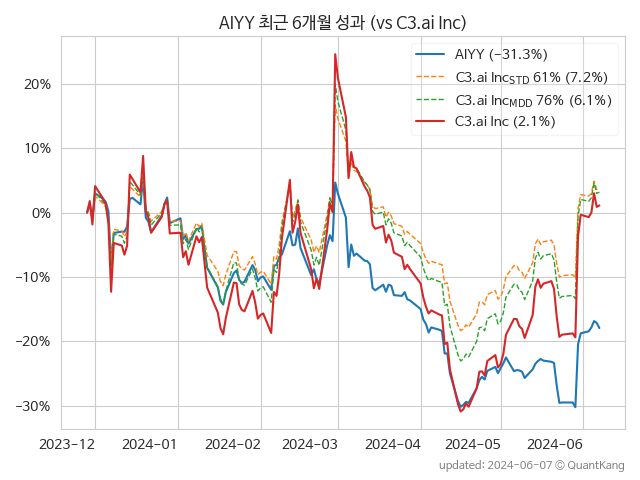 AIYY 최근 6개월 성과 (vs C3.ai Inc)
AIYY (−31.3%)
C3.ai Inc_STD 61% (7.2%)
C3.ai Inc_MDD 76% (6.1%)
C3.ai Inc (2.1%)
20%
10%
0%
−10%
−20%
−30%
2023−12 2024−01 2024−02 2024−03 2024−04 2024−05 2024−06
updated: 2024-06-07 © QuantKang